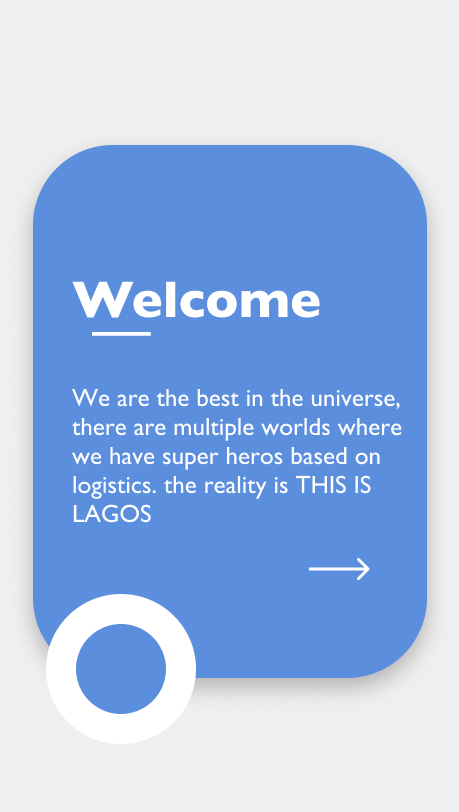 Welcome
We are the best in the universe,
there are multiple worlds where
we have super heros based on
logistics. the reality is THIS IS
LAGOS